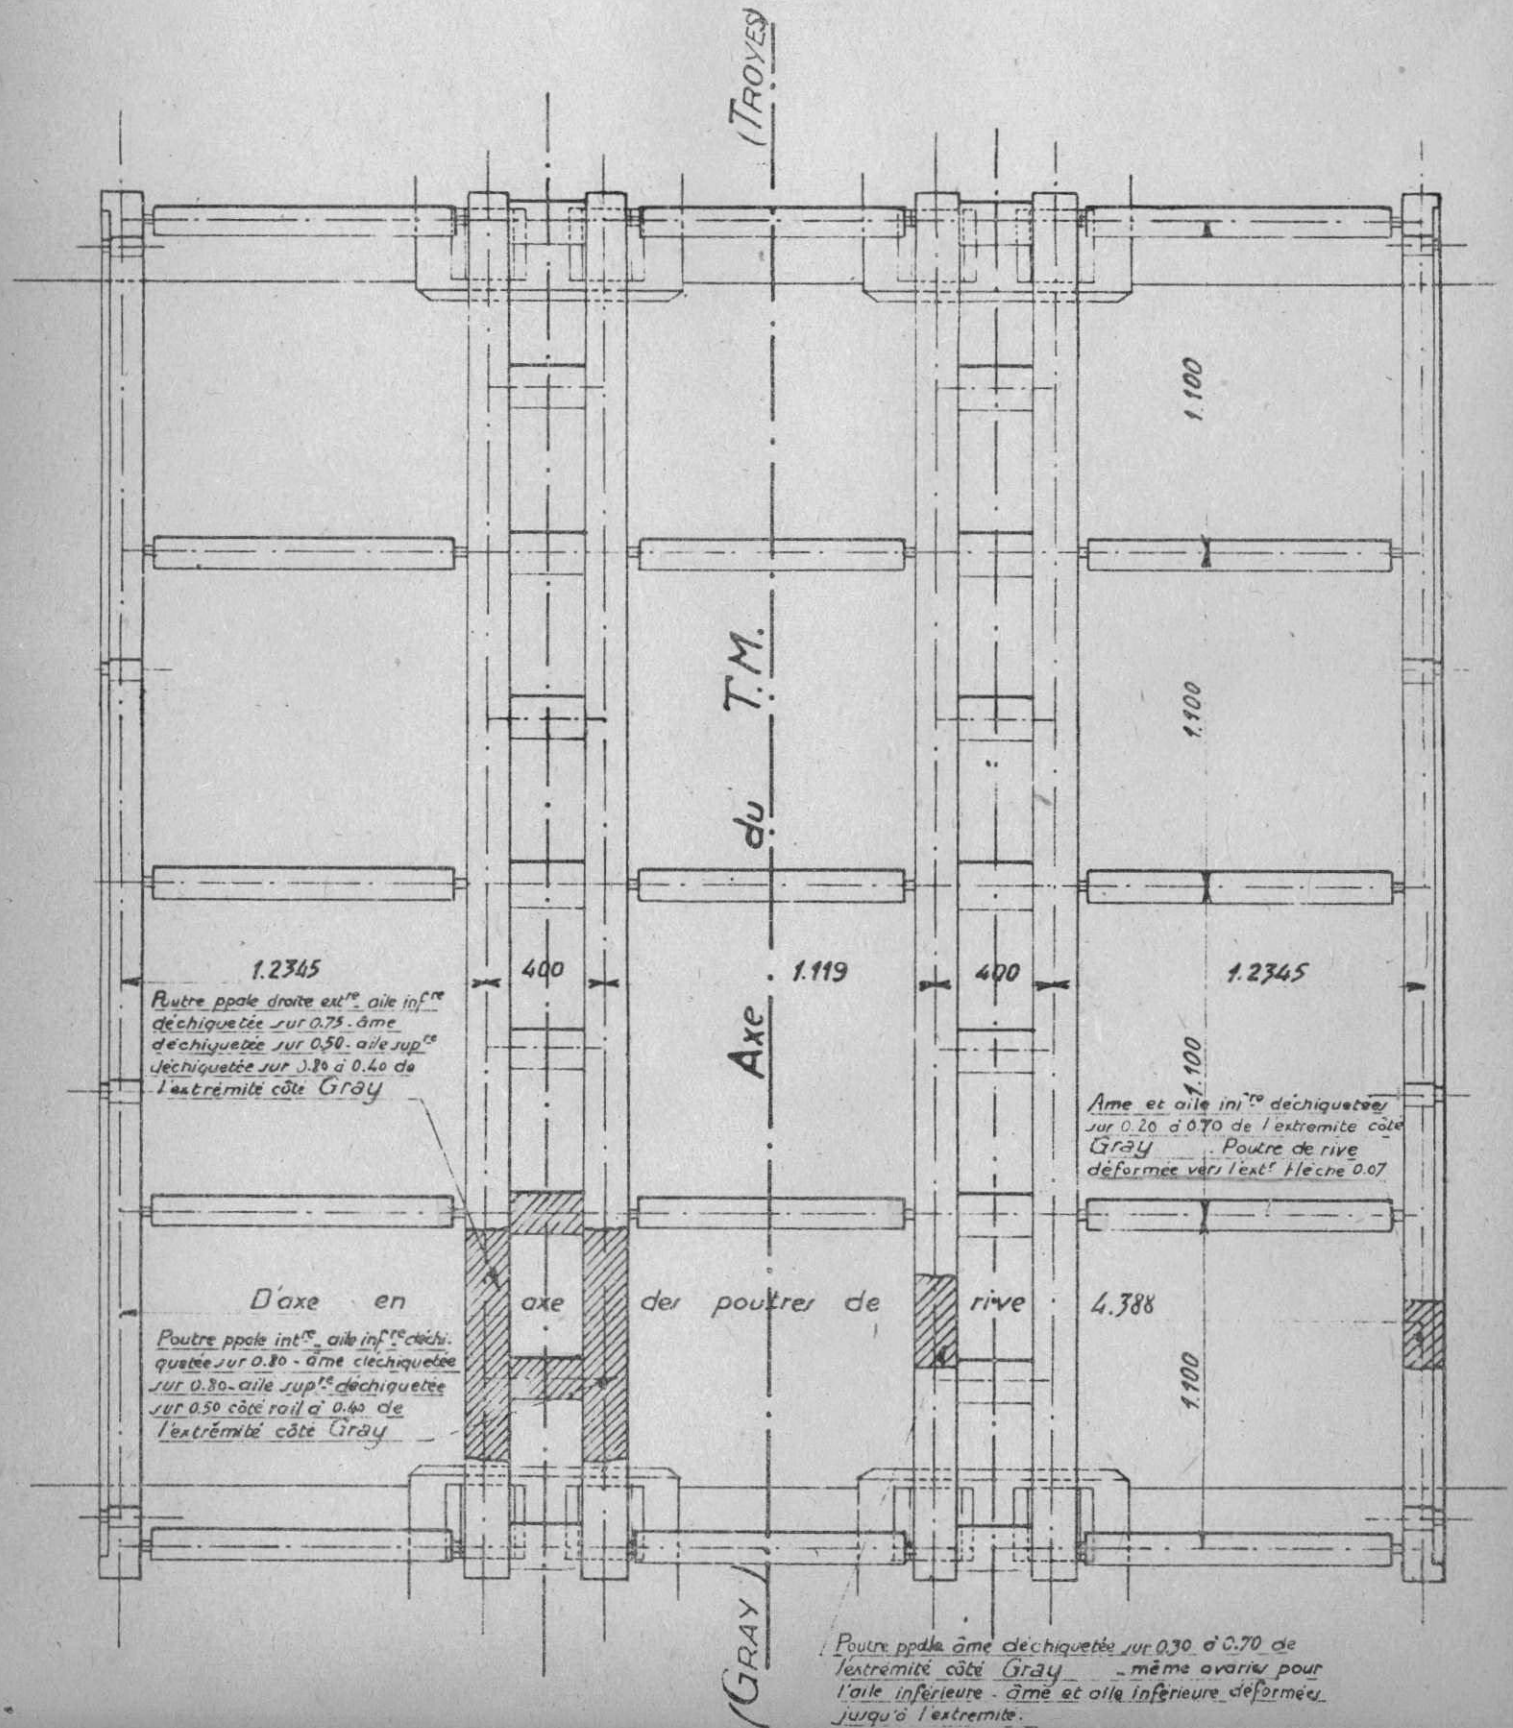 (TROYES)
1.100
Axe du T.M.
1.100
1.2345
400
1.119
400
1.2345
Poutre ppale droite extre. aile infre
déchiquetée sur 0.75 - âme
déchiquetée sur 0.50 - aile supre
déchiquetée sur 0.80 à 0.40 de
l'extrémité côté Gray
1.100
Ame et aile infre déchiquetées
sur 0.20 à 0.70 de l'extremite côté
Gray . Poutre de rive
déformée vers l'extr flèche 0.07
D'axe en axe des poutres de rive 4.388
Poutre ppale intre - aile infre déchi-
quetée sur 0.80 - âme déchiquetée
sur 0.80 - aile supre déchiquetée
sur 0.50 côté rail à 0.40 de
l'extrémité côté Gray
1.100
(GRAY)
Poutre ppale âme déchiquetée sur 0.30 à 0.70 de
l'extrémité côté Gray - même avaries pour
l'aile inférieure - âme et aile inférieure déformées
jusqu'à l'extremité.